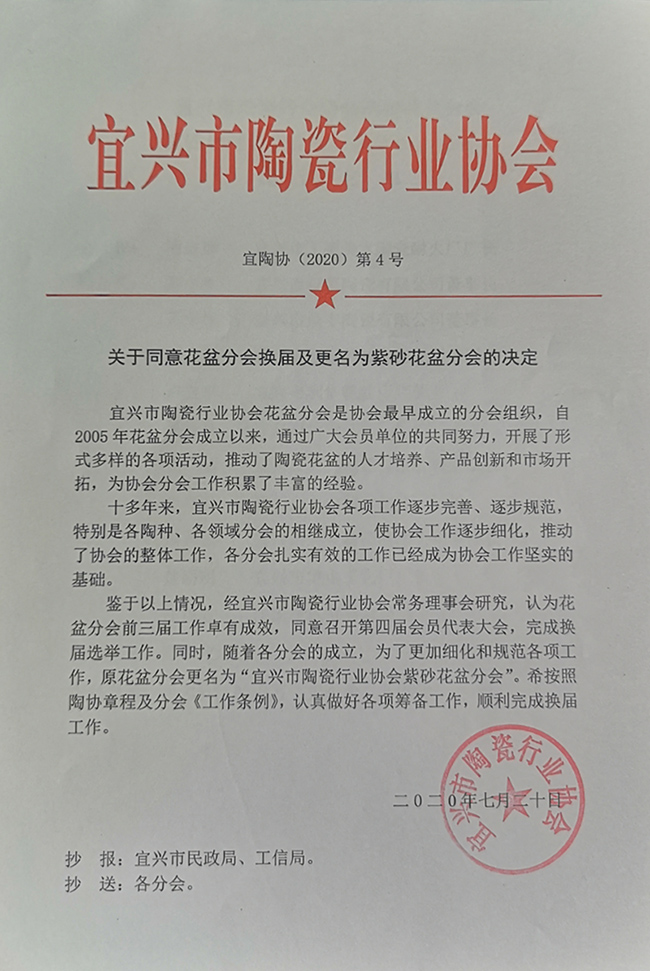 宜兴市陶瓷行业协会
宜陶协（2020）第4号
关于同意花盆分会换届及更名为紫砂花盆分会的决定
宜兴市陶瓷行业协会花盆分会是协会最早成立的分会组织，自
2005年花盆分会成立以来，通过广大会员单位的共同努力，开展了形
式多样的各项活动，推动了陶瓷花盆的人才培养、产品创新和市场开
拓，为协会分会工作积累了丰富的经验。
十多年来，宜兴市陶瓷行业协会各项工作逐步完善、逐步规范，
特别是各陶种、各领域分会的相继成立，使协会工作逐步细化，推动
了协会的整体工作，各分会扎实有效的工作已经成为协会工作坚实的
基础。
鉴于以上情况，经宜兴市陶瓷行业协会常务理事会研究，认为花
盆分会前三届工作卓有成效，同意召开第四届会员代表大会，完成换
届选举工作。同时，随着各分会的成立，为了更加细化和规范各项工
作，原花盆分会更名为“宜兴市陶瓷行业协会紫砂花盆分会”。希按照
陶协章程及分会《工作条例》，认真做好各项筹备工作，顺利完成换届
工作。
二0二0年七月二十日
宜兴市陶瓷行业协会
抄 报：宜兴市民政局、工信局。
抄 送：各分会。